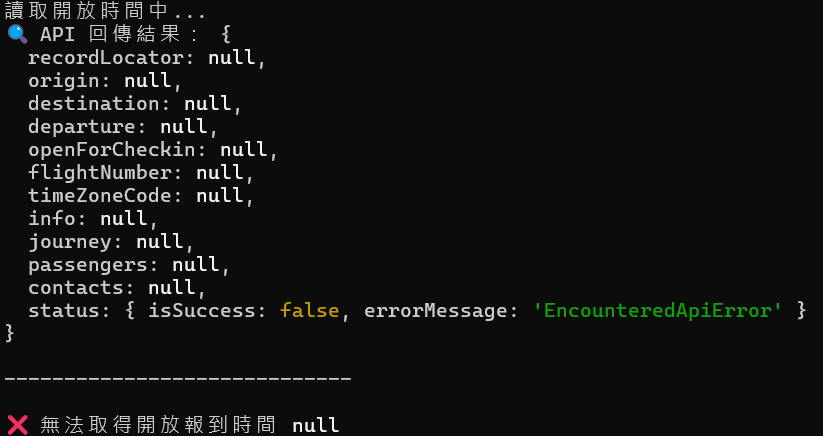 讀取開放時間中...
🔍 API 回傳結果： {
  recordLocator: null,
  origin: null,
  destination: null,
  departure: null,
  openForCheckin: null,
  flightNumber: null,
  timeZoneCode: null,
  info: null,
  journey: null,
  passengers: null,
  contacts: null,
  status: { isSuccess: false, errorMessage: 'EncounteredApiError' }
}
-----------------------------
❌ 無法取得開放報到時間 null